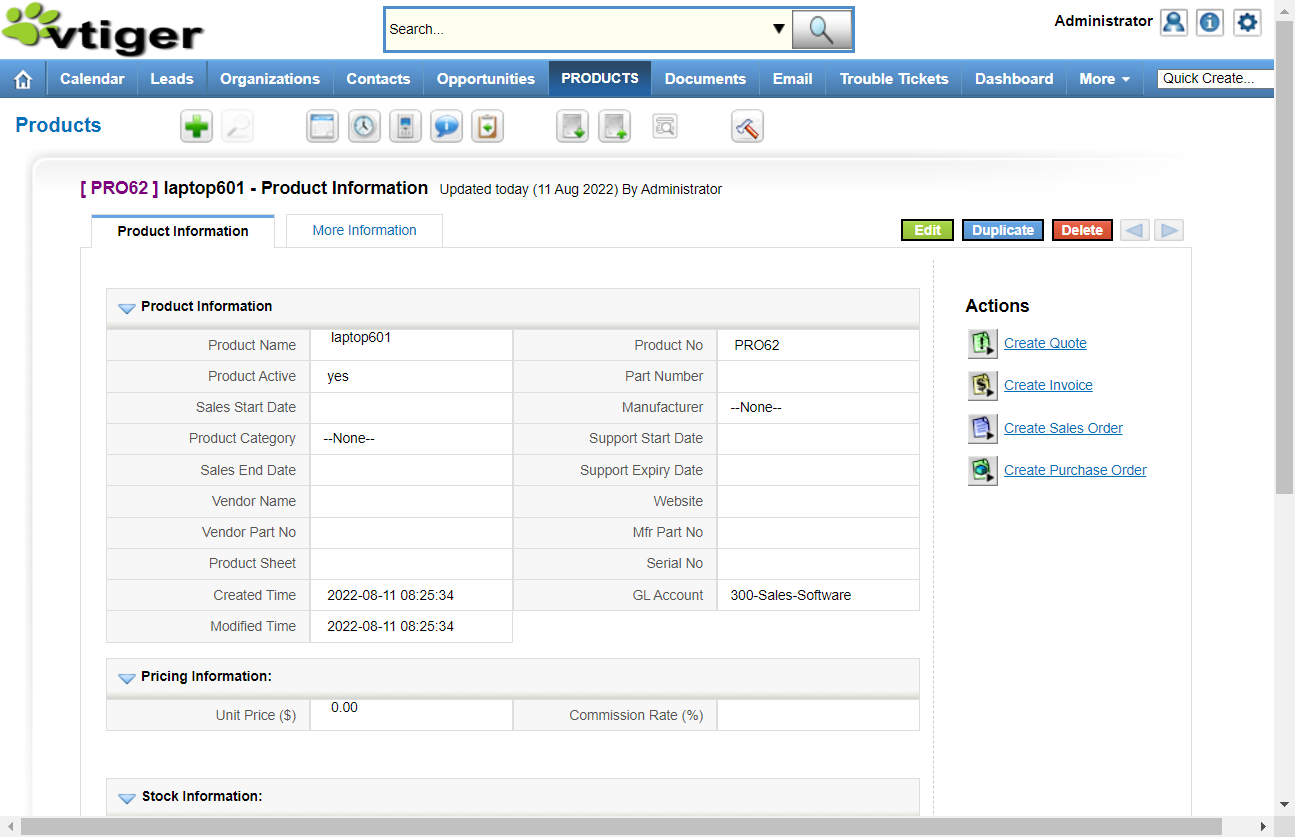 vtiger
Search...
Administrator
Calendar Leads Organizations Contacts Opportunities PRODUCTS Documents Email Trouble Tickets Dashboard More Quick Create...
Products
[ PRO62 ] laptop601 - Product Information Updated today (11 Aug 2022) By Administrator
Product Information More Information Edit Duplicate Delete
Product Information
Product Name laptop601 Product No PRO62
Product Active yes Part Number
Sales Start Date Manufacturer --None--
Product Category --None-- Support Start Date
Sales End Date Support Expiry Date
Vendor Name Website
Vendor Part No Mfr Part No
Product Sheet Serial No
Created Time 2022-08-11 08:25:34 GL Account 300-Sales-Software
Modified Time 2022-08-11 08:25:34
Pricing Information:
Unit Price ($) 0.00 Commission Rate (%)
Stock Information:
Actions
Create Quote
Create Invoice
Create Sales Order
Create Purchase Order